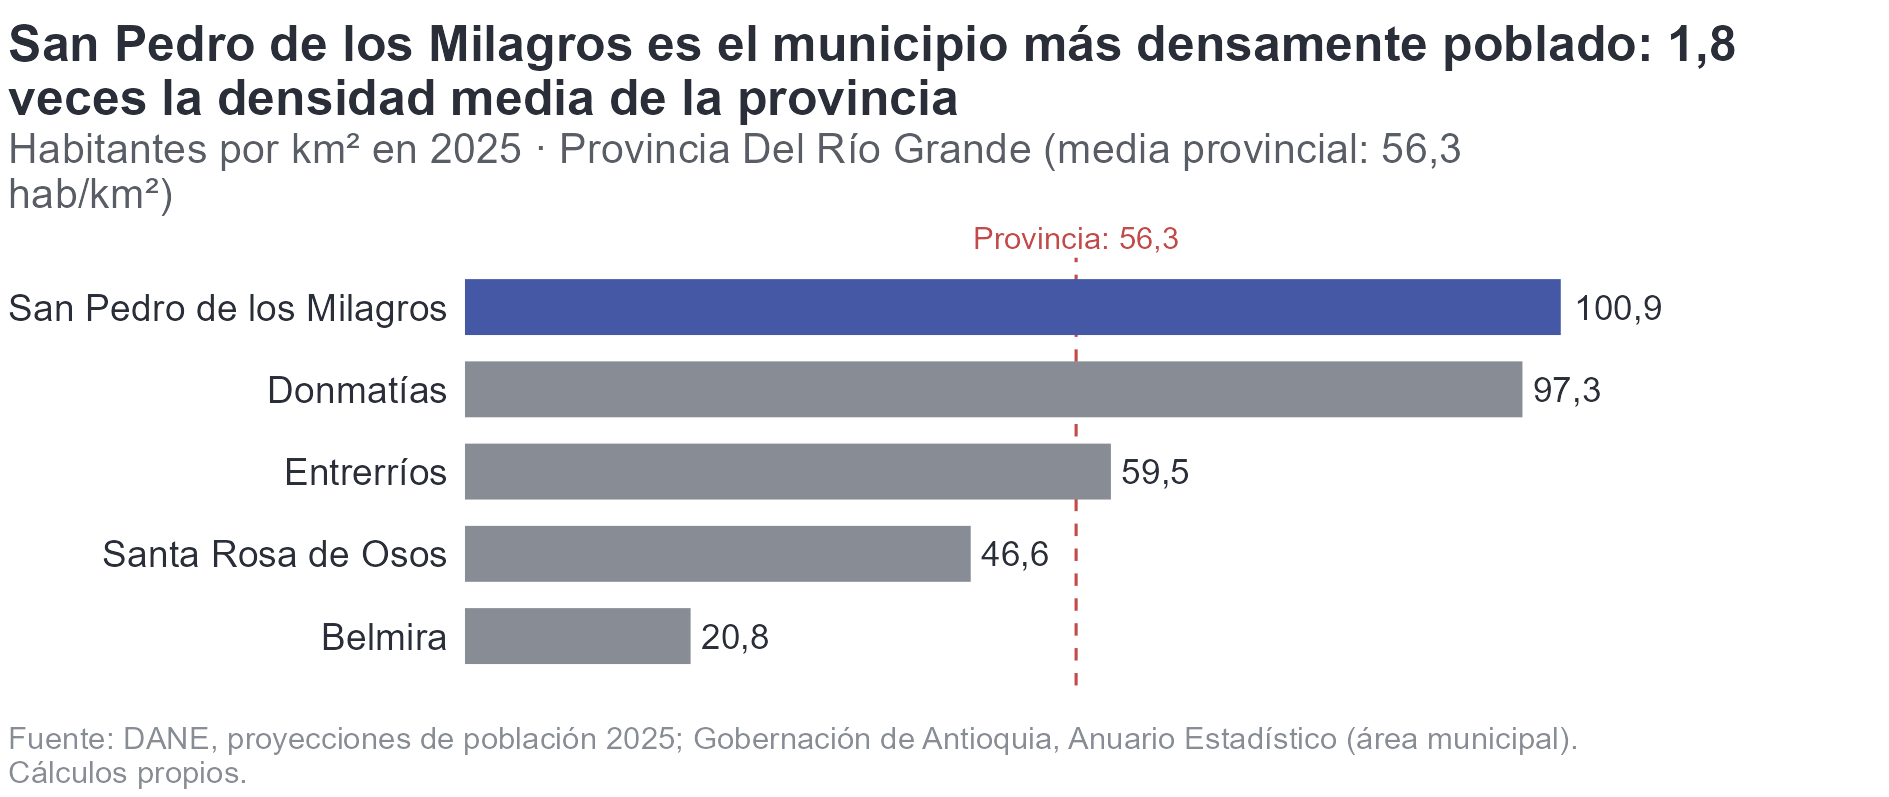 San Pedro de los Milagros es el municipio más densamente poblado: 1,8
veces la densidad media de la provincia
Habitantes por km² en 2025 · Provincia Del Río Grande (media provincial: 56,3
hab/km²)
Provincia: 56,3
San Pedro de los Milagros 100,9
Donmatías 97,3
Entrerríos 59,5
Santa Rosa de Osos 46,6
Belmira 20,8
Fuente: DANE, proyecciones de población 2025; Gobernación de Antioquia, Anuario Estadístico (área municipal).
Cálculos propios.